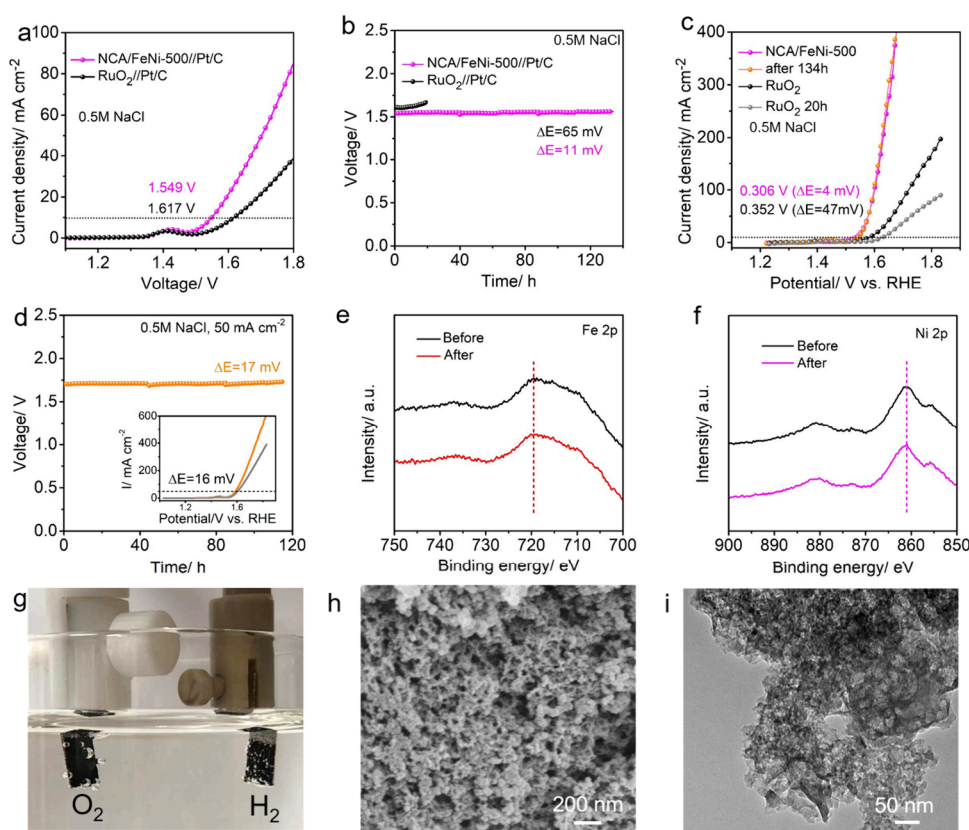 a
100
80
60
40
20
0
Current density/ mA cm⁻²
NCA/FeNi-500//Pt/C
RuO₂//Pt/C
0.5M NaCl
1.549 V
1.617 V
1.2 1.4 1.6 1.8
Voltage/ V
b
2.5
2.0
1.5
1.0
0.5
0.0
Voltage/ V
0.5M NaCl
NCA/FeNi-500//Pt/C
RuO₂//Pt/C
ΔE=65 mV
ΔE=11 mV
0 40 80 120
Time/ h
c
400
300
200
100
0
Current density/ mA cm⁻²
NCA/FeNi-500
after 134h
RuO₂
RuO₂ 20h
0.5M NaCl
0.306 V (ΔE=4 mV)
0.352 V (ΔE=47mV)
1.2 1.4 1.6 1.8
Potential/ V vs. RHE
d
2.5
2.0
1.5
1.0
0.5
0.0
Voltage/ V
0.5M NaCl, 50 mA cm⁻²
ΔE=17 mV
600
400
200
0
I/ mA cm⁻²
ΔE=16 mV
1.2 1.6
Potential/V vs. RHE
0 30 60 90 120
Time/ h
e
Intensity/ a.u.
Fe 2p
Before
After
750 740 730 720 710 700
Binding energy/ eV
f
Intensity/ a.u.
Ni 2p
Before
After
900 890 880 870 860 850
Binding energy/ eV
g
O₂ H₂
h
200 nm
i
50 nm